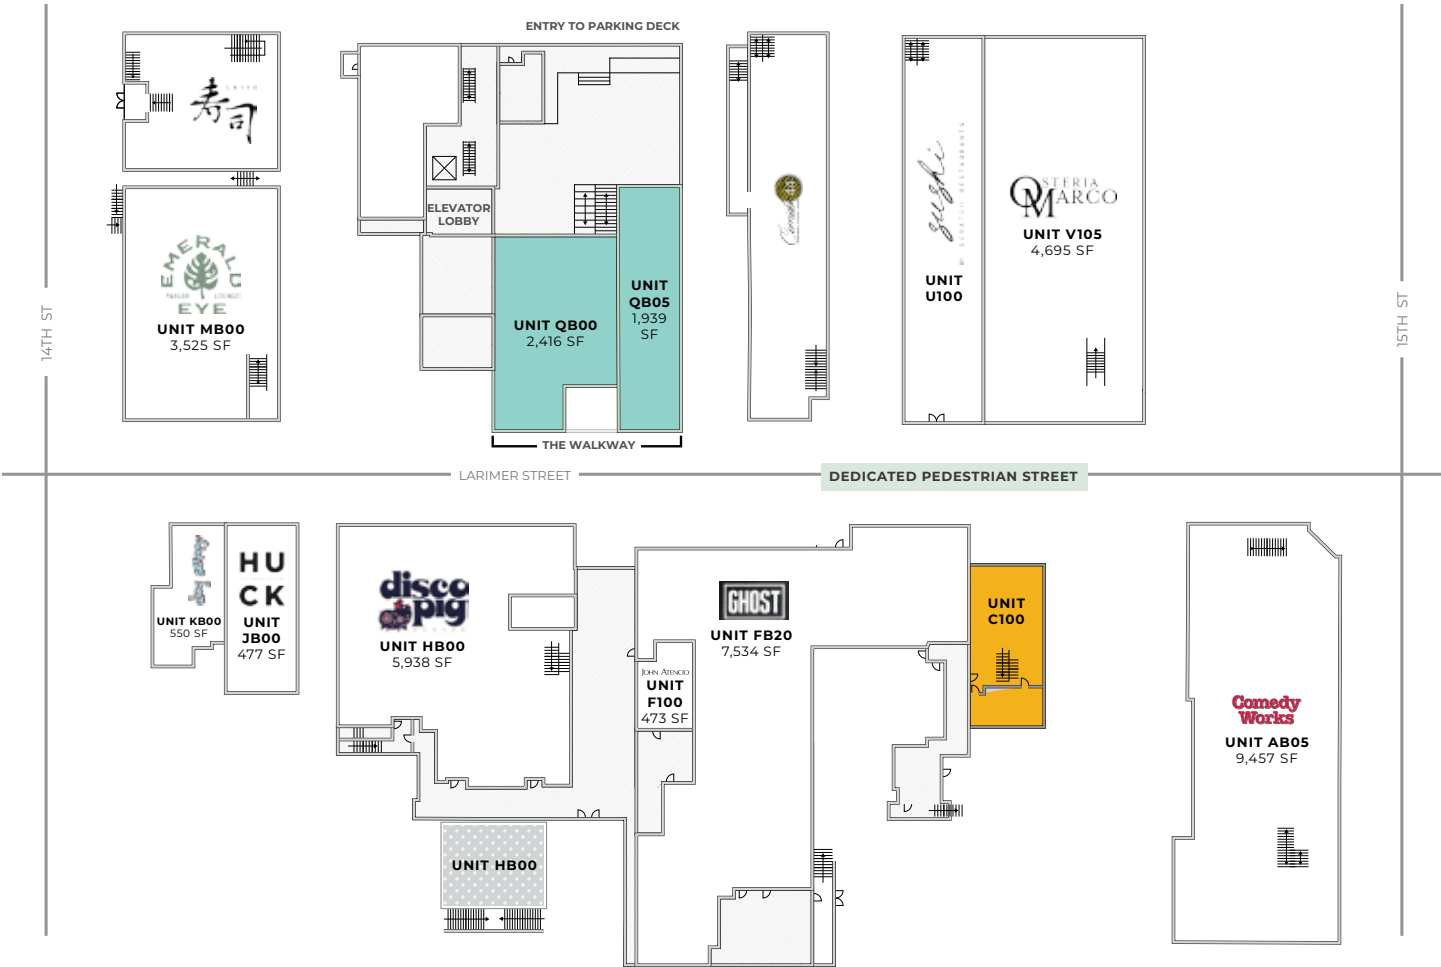 ENTRY TO PARKING DECK
寿司
EMERALD
EYE
UNIT MB00
3,525 SF
ELEVATOR
LOBBY
UNIT QB00
2,416 SF
UNIT
QB05
1,939
SF
THE WALKWAY
sushi
BY SCRATCH RESTAURANTS
UNIT
U100
OSTERIA
MARCO
UNIT V105
4,695 SF
14TH ST
15TH ST
LARIMER STREET
DEDICATED PEDESTRIAN STREET
UNIT KB00
550 SF
HU
CK
UNIT
JB00
477 SF
disco
pig
UNIT HB00
5,938 SF
GHOST
UNIT FB20
7,534 SF
JOHN ATENCIO
UNIT
F100
473 SF
UNIT
C100
Comedy
Works
UNIT AB05
9,457 SF
UNIT HB00